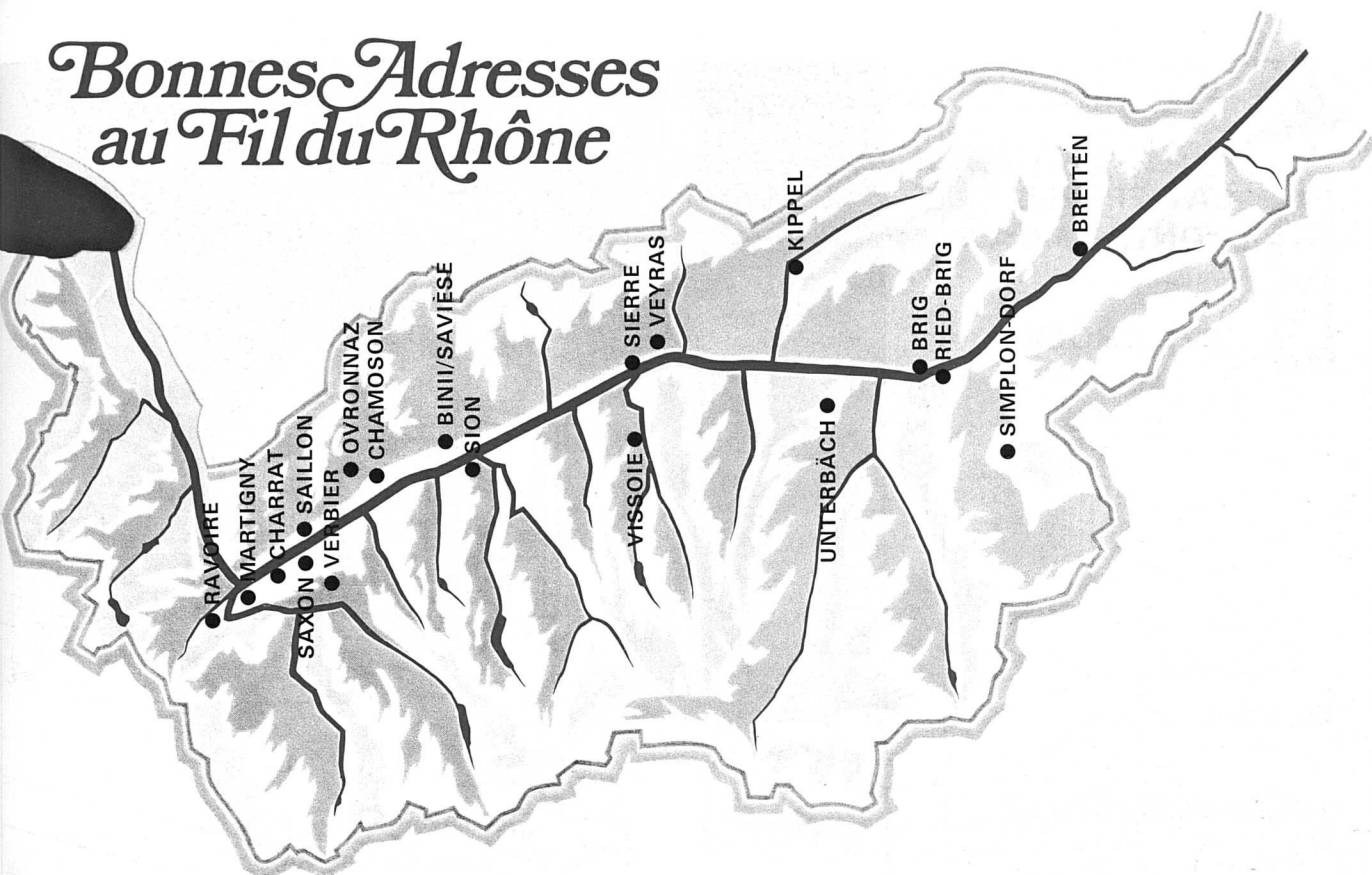 Bonnes Adresses
au Fil du Rhône
RAVOIRE
MARTIGNY
CHARRAT
SAXON
SAILLON
VERBIER
OVRONNAZ
CHAMOSON
BINII/SAVIÈSE
SION
SIERRE
VEYRAS
VISSOIE
KIPPEL
UNTERBÄCH
BRIG
RIED-BRIG
SIMPLON-DORF
BREITEN